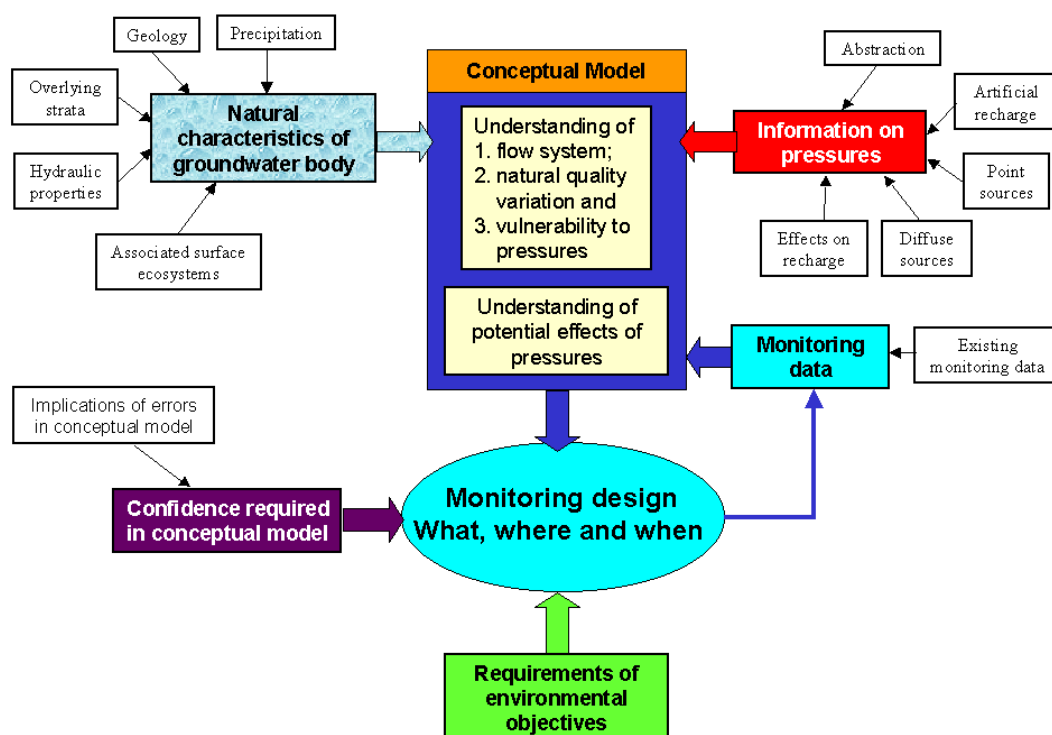 Geology
Precipitation
Overlying
strata
Natural
characteristics of
groundwater body
Hydraulic
properties
Associated surface
ecosystems
Conceptual Model
Understanding of
1. flow system;
2. natural quality
variation and
3. vulnerability to
pressures
Understanding of
potential effects of
pressures
Abstraction
Artificial
recharge
Information on
pressures
Point
sources
Effects on
recharge
Diffuse
sources
Monitoring
data
Existing
monitoring data
Implications of errors
in conceptual model
Confidence required
in conceptual model
Monitoring design
What, where and when
Requirements of
environmental
objectives